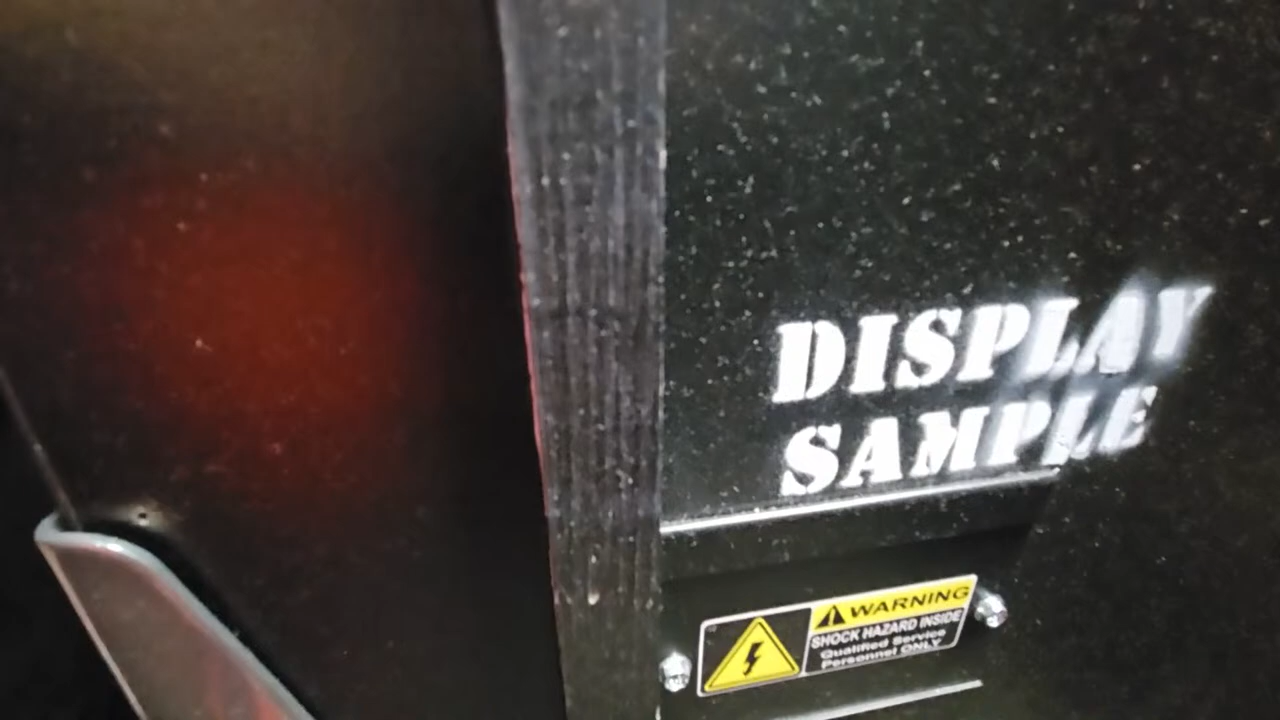 DISPLAY
SAMPLE
WARNING
SHOCK HAZARD INSIDE
Qualified Service
Personnel ONLY